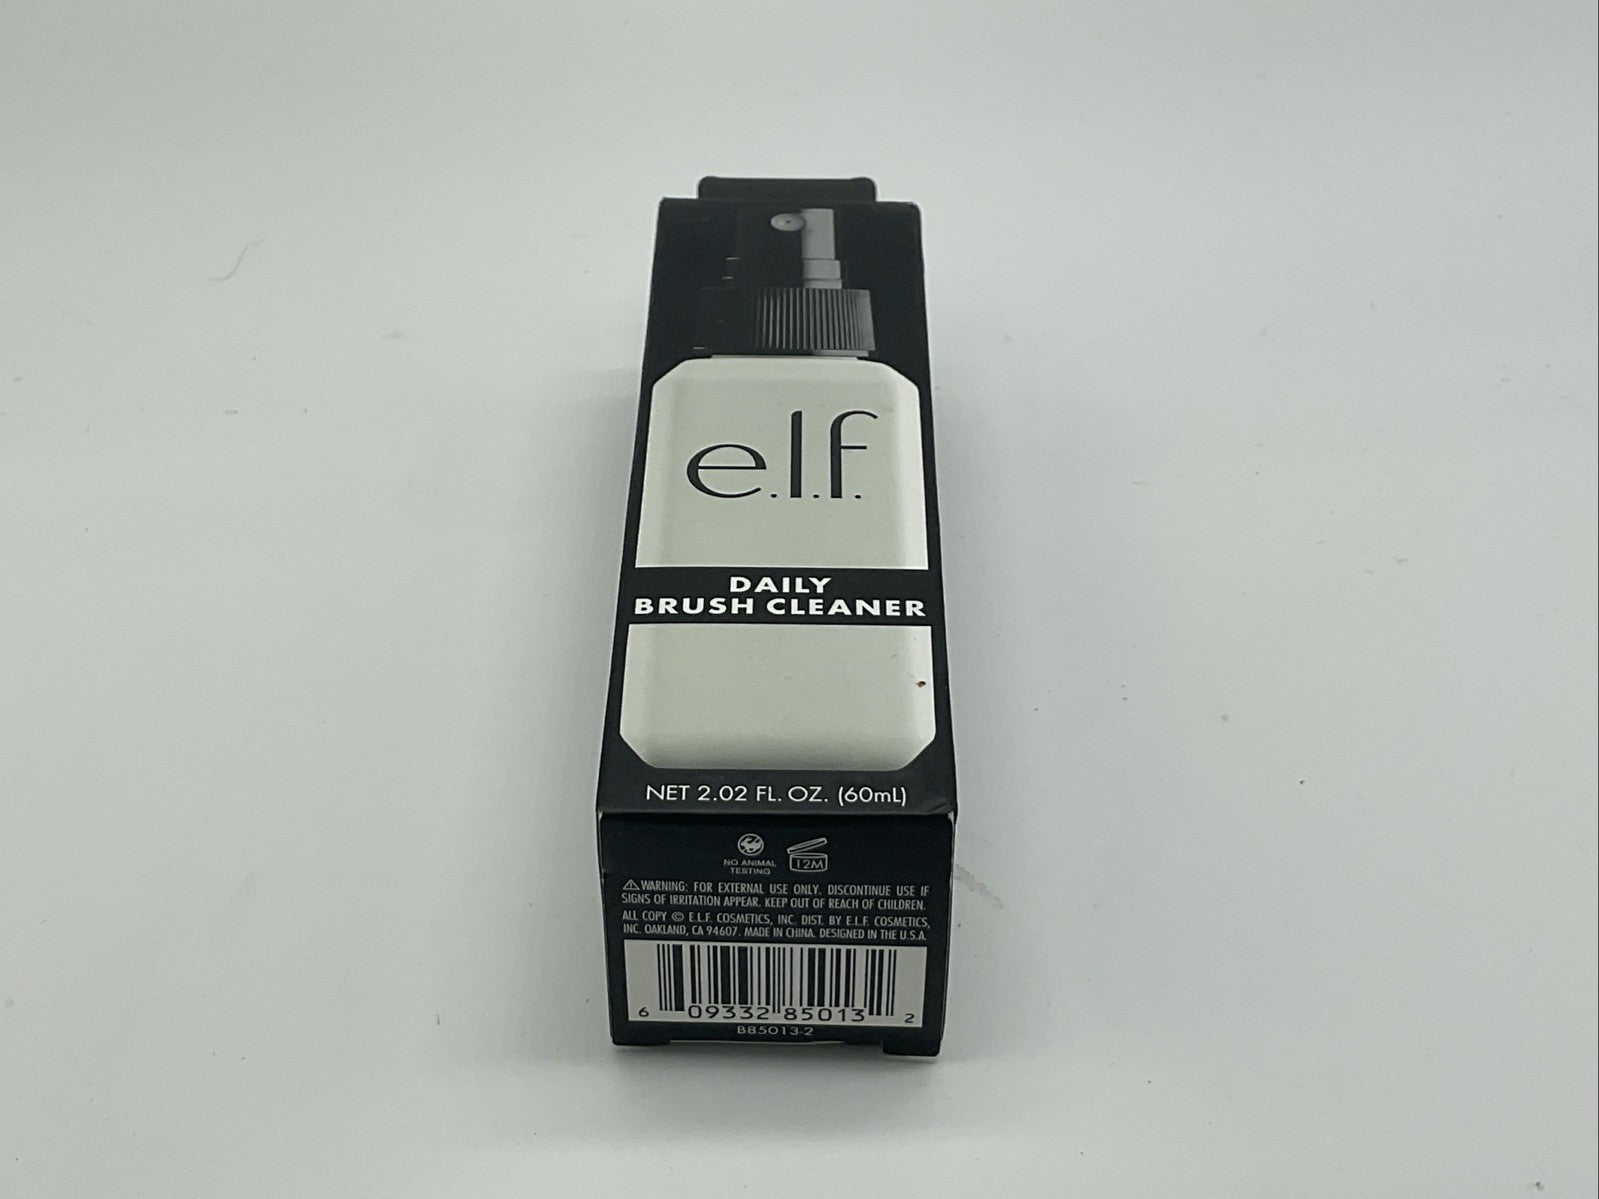 e.l.f.
DAILY
BRUSH CLEANER
NET 2.02 FL. OZ. (60mL)
NO ANIMAL
TESTING
12M
⚠WARNING: FOR EXTERNAL USE ONLY. DISCONTINUE USE IF
SIGNS OF IRRITATION APPEAR. KEEP OUT OF REACH OF CHILDREN.
ALL COPY © E.L.F. COSMETICS, INC. DIST. BY E.L.F. COSMETICS,
INC. OAKLAND, CA 94607. MADE IN CHINA. DESIGNED IN THE U.S.A.
6 09332 85013 2
B85013-2